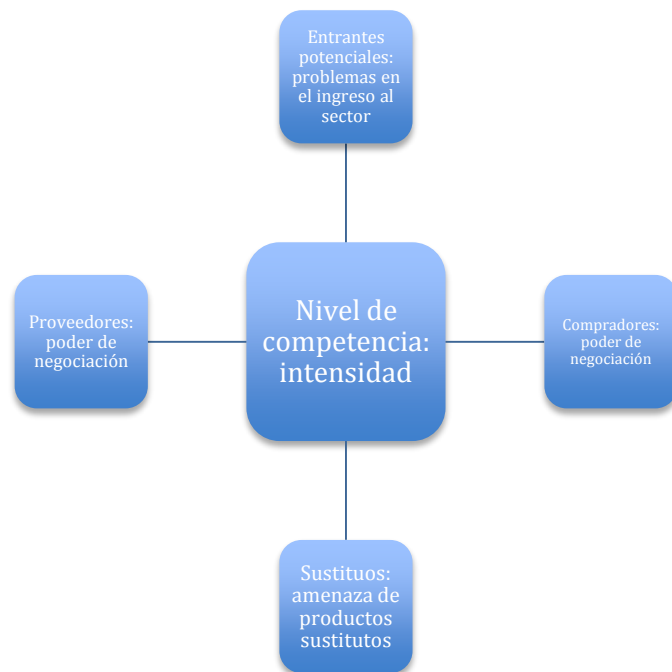 Entrantes
potenciales:
problemas en
el ingreso al
sector
Proveedores:
poder de
negociación
Nivel de
competencia:
intensidad
Compradores:
poder de
negociación
Sustituos:
amenaza de
productos
sustitutos